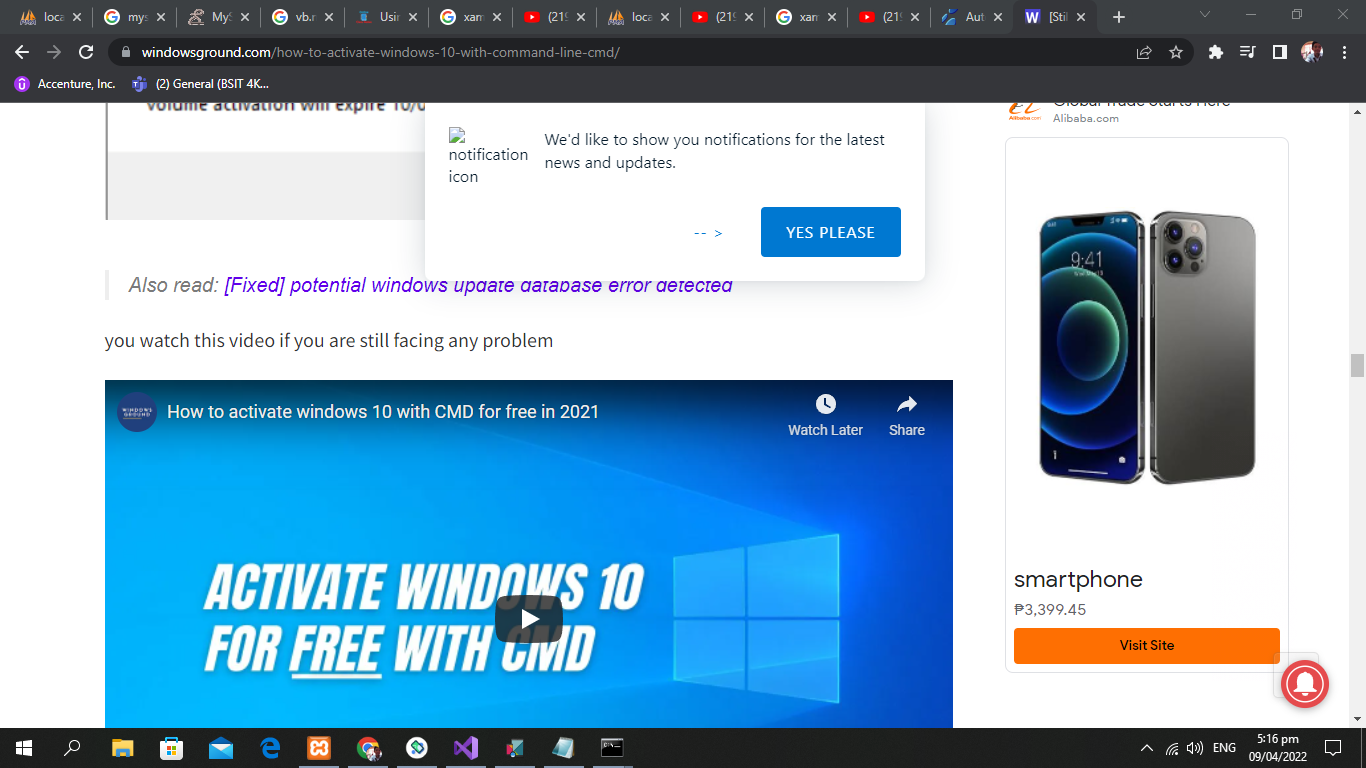 loca
mys
MyS
vb.r
Usin
xam
(219
loca
(219
xam
(219
Aut
[Stil
windowsground.com/how-to-activate-windows-10-with-command-line-cmd/
Accenture, Inc.
(2) General (BSIT 4K...
volume activation will expire 10/0
notification
icon
We'd like to show you notifications for the latest
news and updates.
-- >
YES PLEASE
Also read: [Fixed] potential windows update database error detected
you watch this video if you are still facing any problem
WINDOWS
GROUND
How to activate windows 10 with CMD for free in 2021
Watch Later
Share
ACTIVATE WINDOWS 10
FOR FREE WITH CMD
Global Trade Starts Here
Alibaba.com
Alibaba.com
9:41
smartphone
₱3,399.45
Visit Site
ENG
5:16 pm
09/04/2022